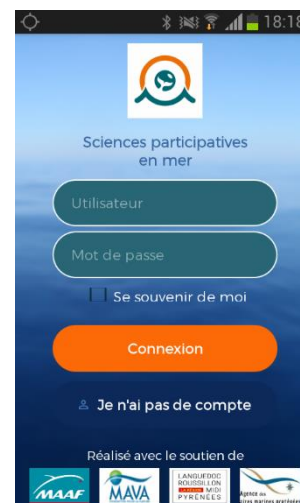 18:18
Sciences participatives
en mer
Utilisateur
Mot de passe
Se souvenir de moi
Connexion
Je n'ai pas de compte
Réalisé avec le soutien de
MAAF
MAVA
LANGUEDOC
ROUSSILLON
MIDI
PYRÉNÉES
Agence des
aires marines protégées